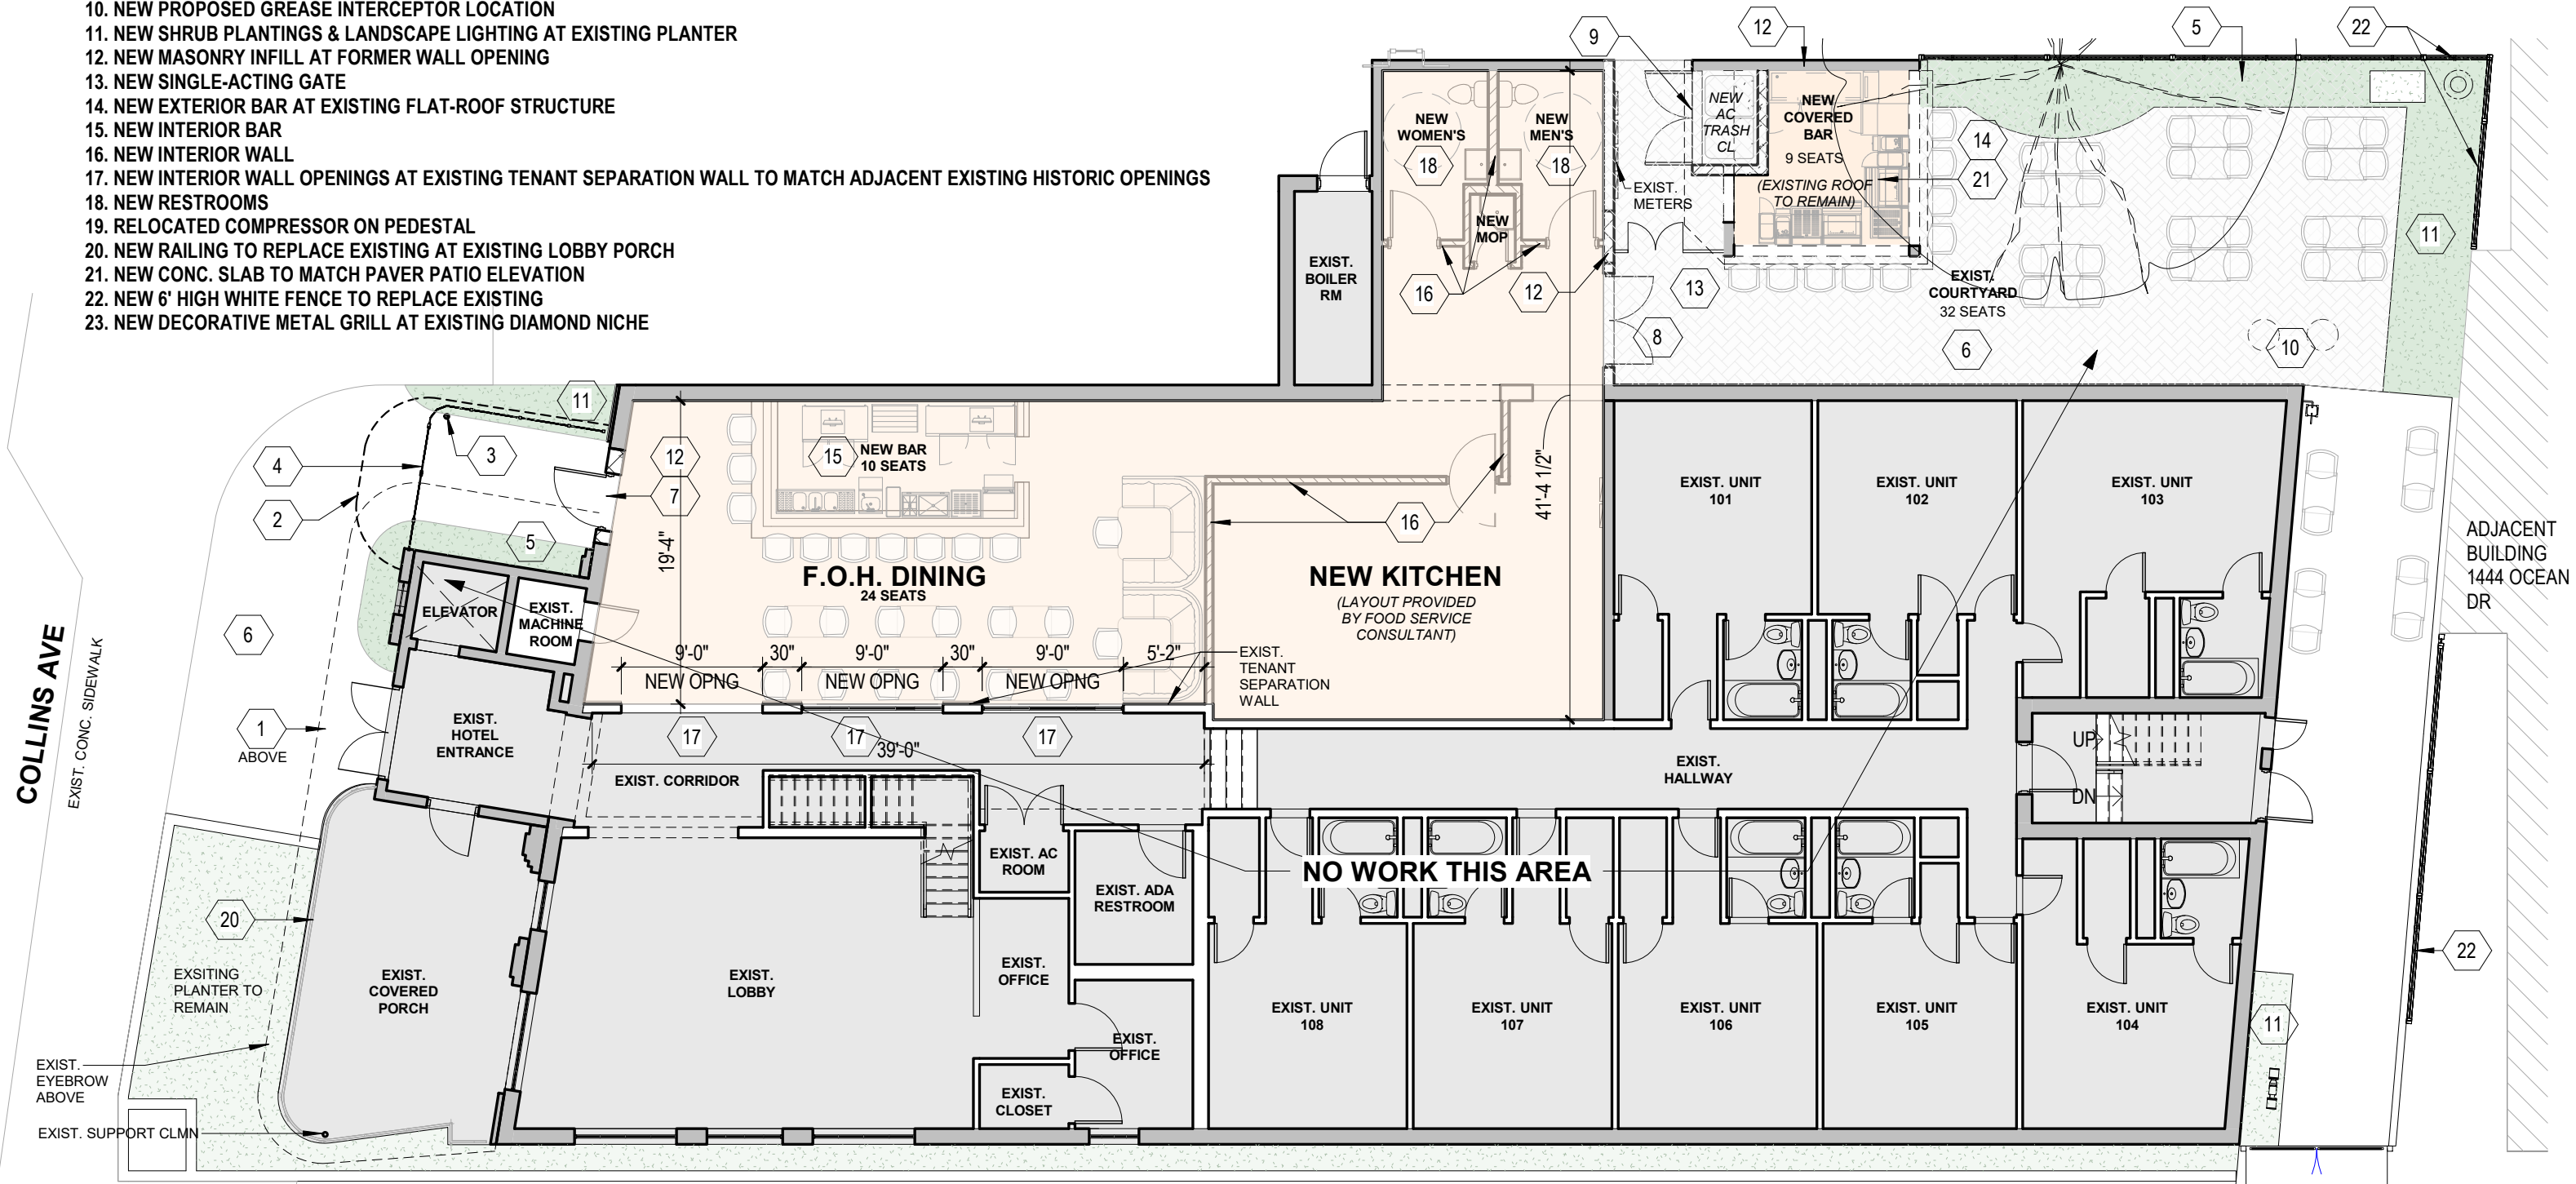 10. NEW PROPOSED GREASE INTERCEPTOR LOCATION
11. NEW SHRUB PLANTINGS & LANDSCAPE LIGHTING AT EXISTING PLANTER
12. NEW MASONRY INFILL AT FORMER WALL OPENING
13. NEW SINGLE-ACTING GATE
14. NEW EXTERIOR BAR AT EXISTING FLAT-ROOF STRUCTURE
15. NEW INTERIOR BAR
16. NEW INTERIOR WALL
17. NEW INTERIOR WALL OPENINGS AT EXISTING TENANT SEPARATION WALL TO MATCH ADJACENT EXISTING HISTORIC OPENINGS
18. NEW RESTROOMS
19. RELOCATED COMPRESSOR ON PEDESTAL
20. NEW RAILING TO REPLACE EXISTING AT EXISTING LOBBY PORCH
21. NEW CONC. SLAB TO MATCH PAVER PATIO ELEVATION
22. NEW 6' HIGH WHITE FENCE TO REPLACE EXISTING
23. NEW DECORATIVE METAL GRILL AT EXISTING DIAMOND NICHE
9
12
5
22
NEW
WOMEN'S
18
NEW
MEN'S
18
NEW
AC
TRASH
CL
NEW
COVERED
BAR
9 SEATS
(EXISTING ROOF
TO REMAIN)
14
21
EXIST.
METERS
NEW
MOP
11
EXIST.
BOILER
RM
16
12
13
8
EXIST.
COURTYARD
32 SEATS
6
10
11
3
4
2
12
7
5
15
NEW BAR
10 SEATS
19'-4"
41'-4 1/2"
16
F.O.H. DINING
24 SEATS
NEW KITCHEN
(LAYOUT PROVIDED
BY FOOD SERVICE
CONSULTANT)
EXIST. UNIT
101
EXIST. UNIT
102
EXIST. UNIT
103
ADJACENT
BUILDING
1444 OCEAN
DR
ELEVATOR
EXIST.
MACHINE
ROOM
6
COLLINS AVE
EXIST. CONC. SIDEWALK
9'-0"
30"
9'-0"
30"
9'-0"
5'-2"
NEW OPNG
NEW OPNG
NEW OPNG
EXIST.
TENANT
SEPARATION
WALL
1
ABOVE
EXIST.
HOTEL
ENTRANCE
17
17
17
39'-0"
EXIST. CORRIDOR
EXIST.
HALLWAY
UP
DN
EXIST. AC
ROOM
EXIST. ADA
RESTROOM
NO WORK THIS AREA
20
22
EXSITING
PLANTER TO
REMAIN
EXIST.
COVERED
PORCH
EXIST.
LOBBY
EXIST.
OFFICE
EXIST.
OFFICE
EXIST.
CLOSET
EXIST. UNIT
108
EXIST. UNIT
107
EXIST. UNIT
106
EXIST. UNIT
105
EXIST. UNIT
104
11
EXIST.
EYEBROW
ABOVE
EXIST. SUPPORT CLMN